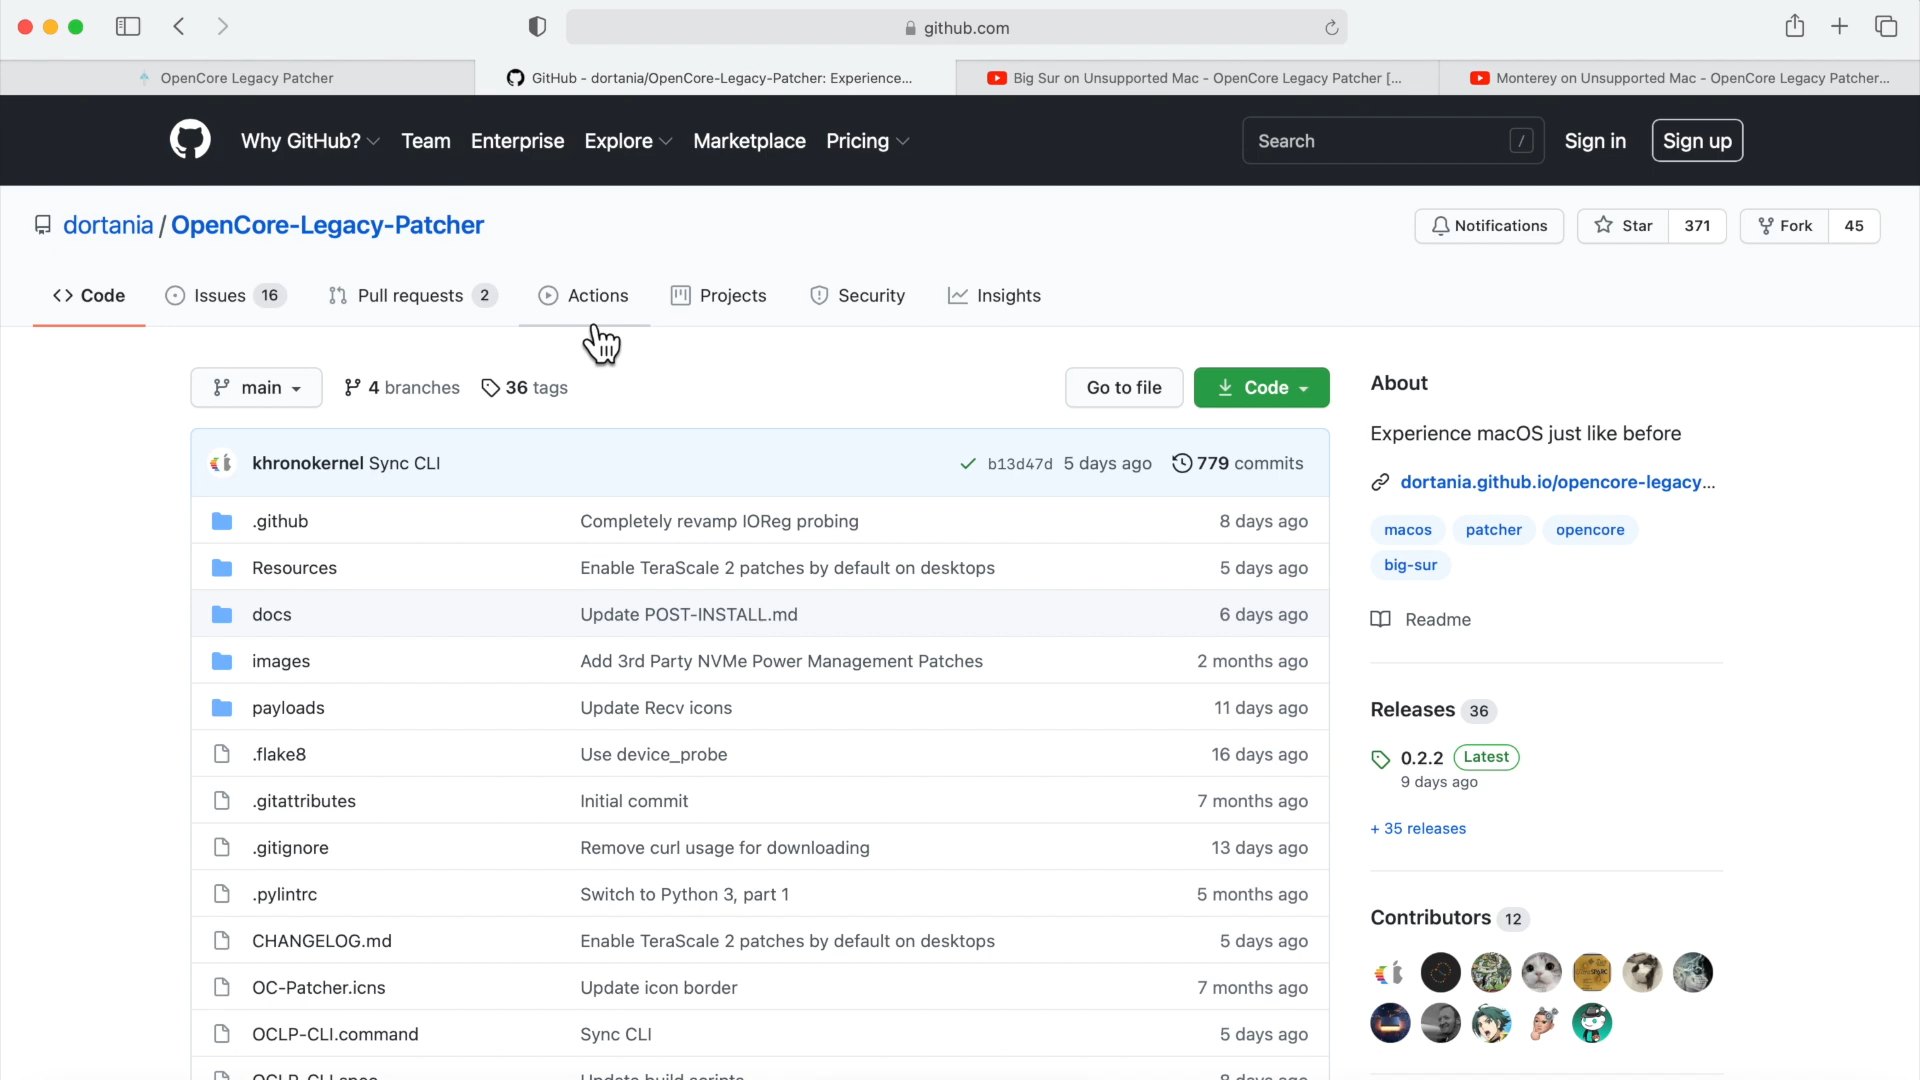 github.com
OpenCore Legacy Patcher
GitHub - dortania/OpenCore-Legacy-Patcher: Experience...
Big Sur on Unsupported Mac - OpenCore Legacy Patcher [...
Monterey on Unsupported Mac - OpenCore Legacy Patcher...
Why GitHub? Team Enterprise Explore Marketplace Pricing
Search /
Sign in
Sign up
dortania / OpenCore-Legacy-Patcher
Notifications
Star 371
Fork 45
Code
Issues 16
Pull requests 2
Actions
Projects
Security
Insights
main
4 branches
36 tags
Go to file
Code
khronokernel Sync CLI b13d47d 5 days ago 779 commits
.github Completely revamp IOReg probing 8 days ago
Resources Enable TeraScale 2 patches by default on desktops 5 days ago
docs Update POST-INSTALL.md 6 days ago
images Add 3rd Party NVMe Power Management Patches 2 months ago
payloads Update Recv icons 11 days ago
.flake8 Use device_probe 16 days ago
.gitattributes Initial commit 7 months ago
.gitignore Remove curl usage for downloading 13 days ago
.pylintrc Switch to Python 3, part 1 5 months ago
CHANGELOG.md Enable TeraScale 2 patches by default on desktops 5 days ago
OC-Patcher.icns Update icon border 7 months ago
OCLP-CLI.command Sync CLI 5 days ago
About
Experience macOS just like before
dortania.github.io/opencore-legacy...
macos patcher opencore
big-sur
Readme
Releases 36
0.2.2 Latest
9 days ago
+ 35 releases
Contributors 12